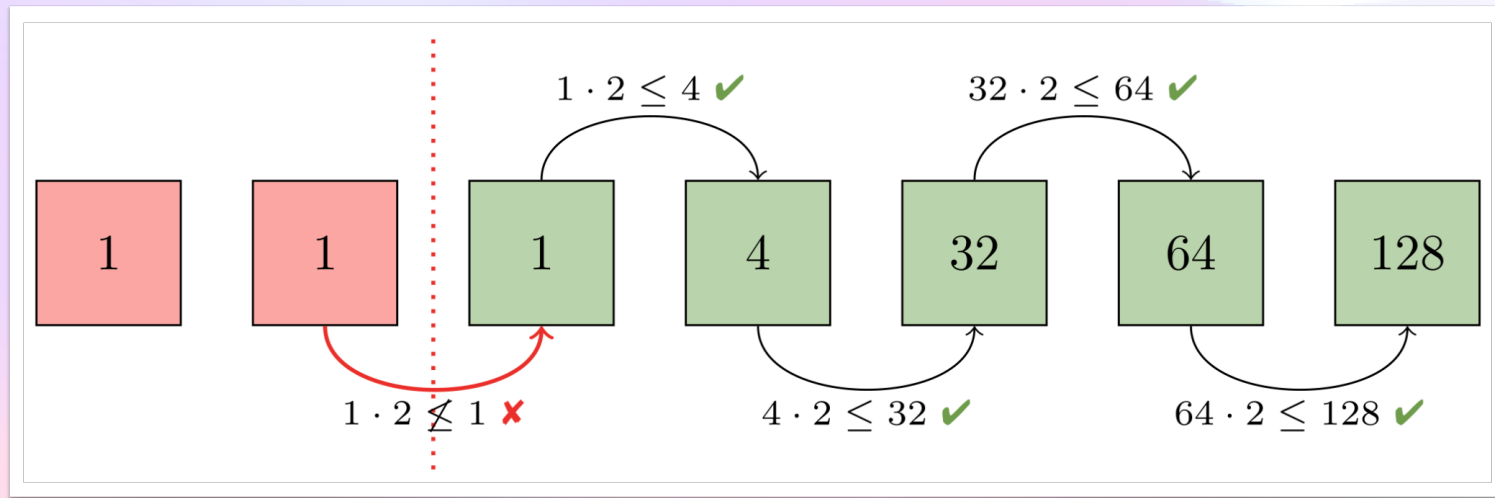 1 · 2 ≤ 4 ✔ 32 · 2 ≤ 64 ✔
1 1 1 4 32 64 128
1 · 2 ≰ 1 ✘ 4 · 2 ≤ 32 ✔ 64 · 2 ≤ 128 ✔